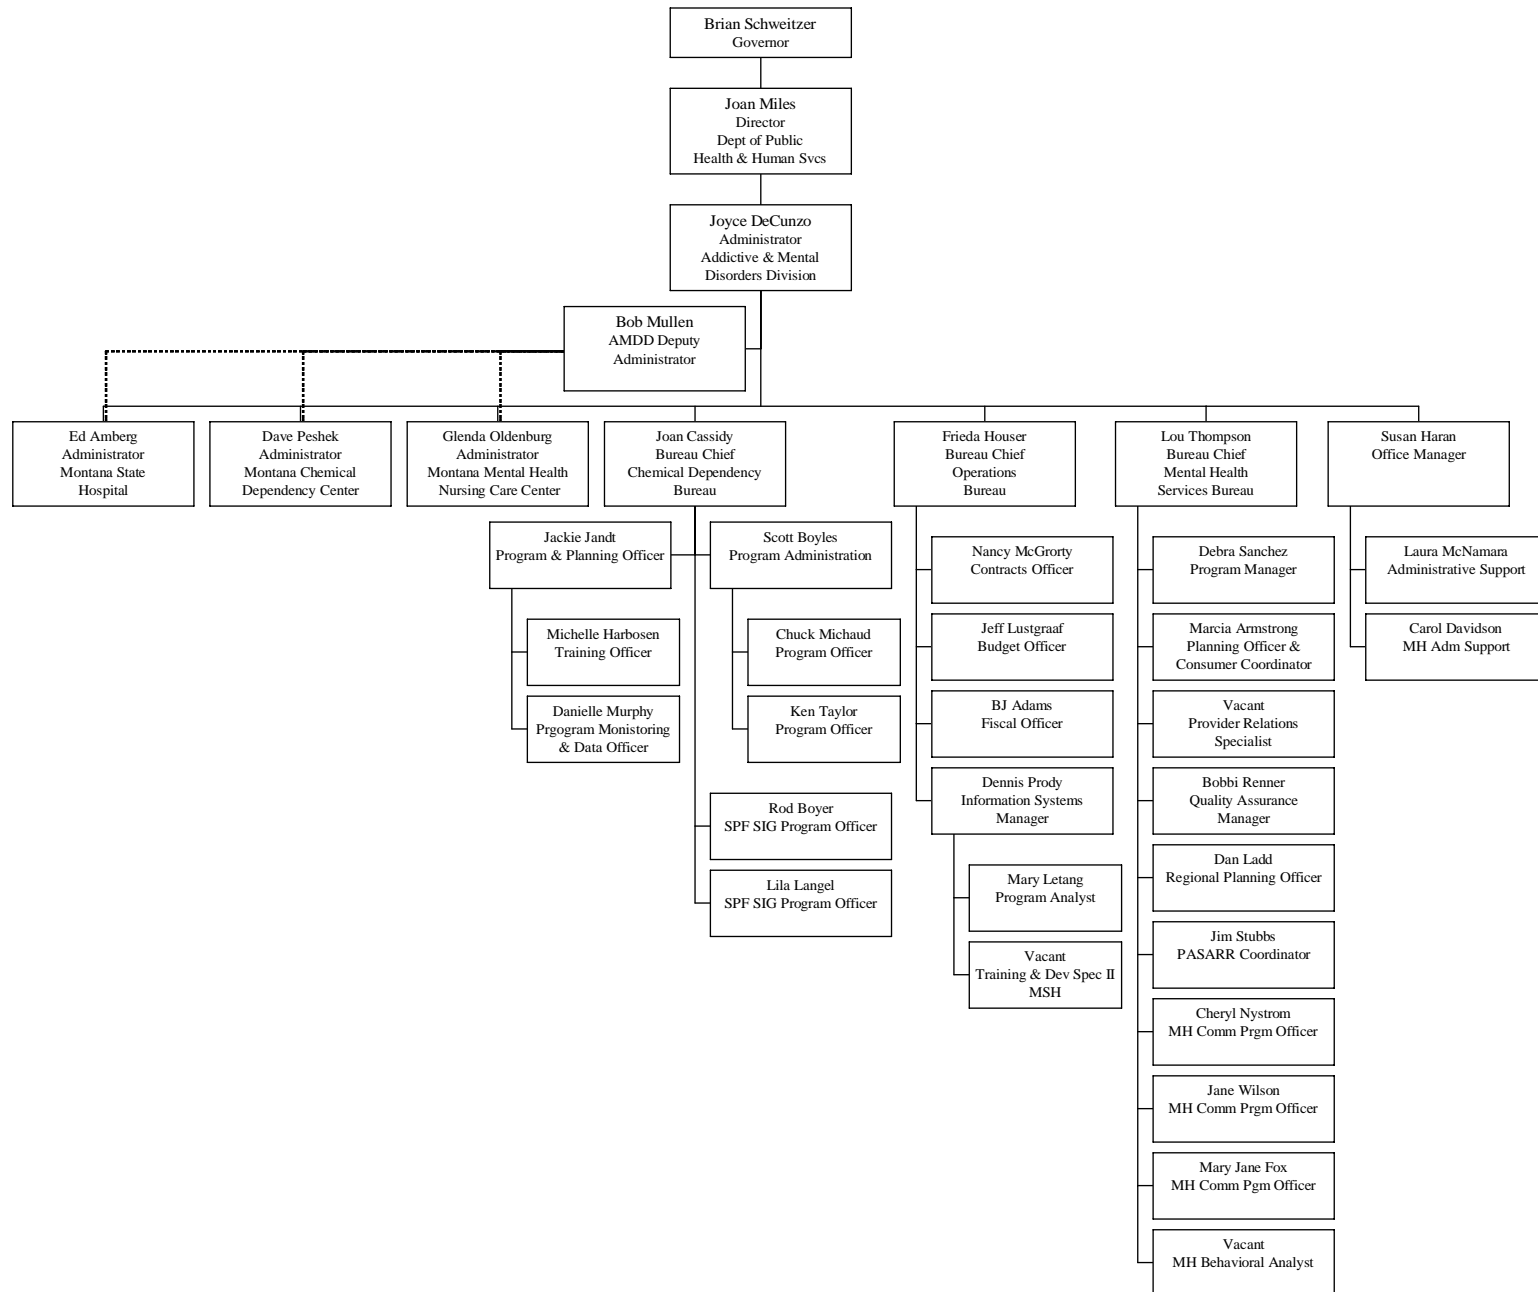 Brian Schweitzer
Governor
Joan Miles
Director
Dept of Public
Health & Human Svcs
Joyce DeCunzo
Administrator
Addictive & Mental
Disorders Division
Bob Mullen
AMDD Deputy
Administrator
Ed Amberg
Administrator
Montana State
Hospital
Dave Peshek
Administrator
Montana Chemical
Dependency Center
Glenda Oldenburg
Administrator
Montana Mental Health
Nursing Care Center
Joan Cassidy
Bureau Chief
Chemical Dependency
Bureau
Frieda Houser
Bureau Chief
Operations
Bureau
Lou Thompson
Bureau Chief
Mental Health
Services Bureau
Susan Haran
Office Manager
Jackie Jandt
Program & Planning Officer
Michelle Harbosen
Training Officer
Danielle Murphy
Prgogram Monistoring
& Data Officer
Scott Boyles
Program Administration
Chuck Michaud
Program Officer
Ken Taylor
Program Officer
Rod Boyer
SPF SIG Program Officer
Lila Langel
SPF SIG Program Officer
Nancy McGrorty
Contracts Officer
Jeff Lustgraaf
Budget Officer
BJ Adams
Fiscal Officer
Dennis Prody
Information Systems
Manager
Mary Letang
Program Analyst
Vacant
Training & Dev Spec II
MSH
Debra Sanchez
Program Manager
Marcia Armstrong
Planning Officer &
Consumer Coordinator
Vacant
Provider Relations
Specialist
Bobbi Renner
Quality Assurance
Manager
Dan Ladd
Regional Planning Officer
Jim Stubbs
PASARR Coordinator
Cheryl Nystrom
MH Comm Prgm Officer
Jane Wilson
MH Comm Prgm Officer
Mary Jane Fox
MH Comm Pgm Officer
Vacant
MH Behavioral Analyst
Laura McNamara
Administrative Support
Carol Davidson
MH Adm Support